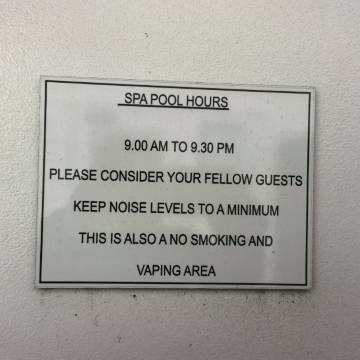 SPA POOL HOURS
9.00 AM TO 9.30 PM
PLEASE CONSIDER YOUR FELLOW GUESTS
KEEP NOISE LEVELS TO A MINIMUM
THIS IS ALSO A NO SMOKING AND
VAPING AREA